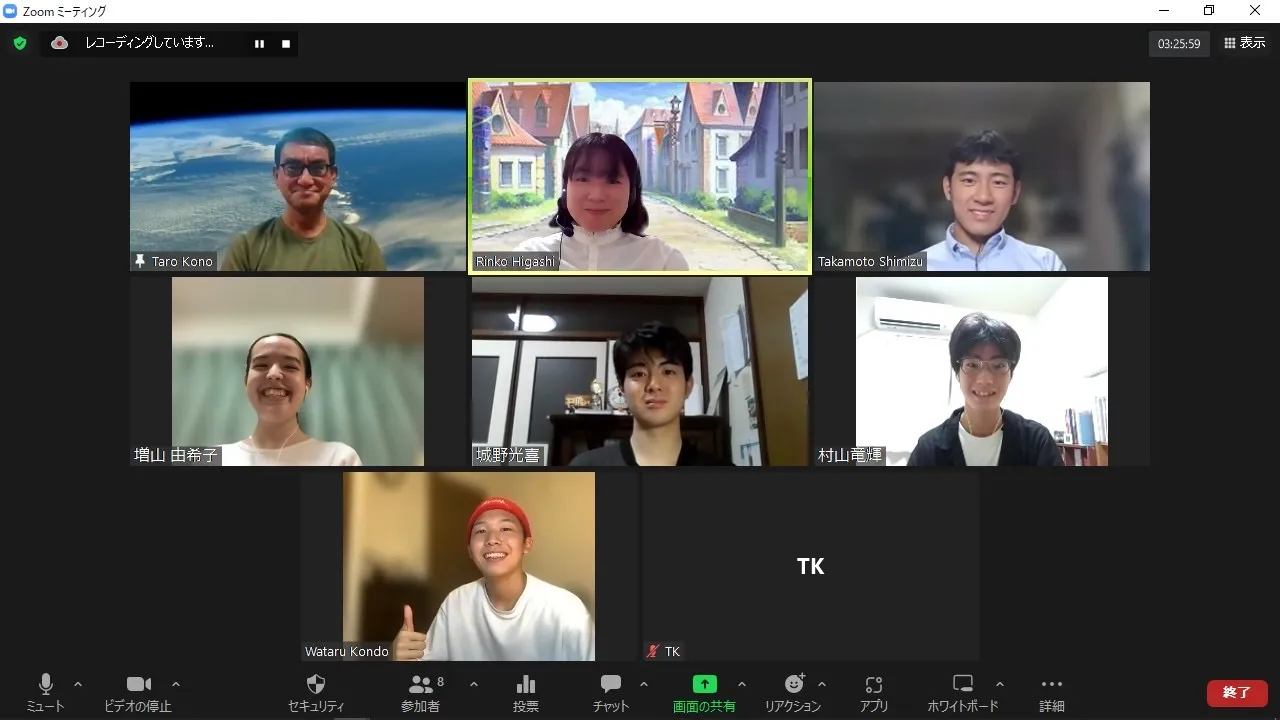 Zoom ミーティング
レコーディングしています...
03:25:59
表示
Taro Kono
Rinko Higashi
Takamoto Shimizu
増山 由希子
城野光喜
村山竜輝
Wataru Kondo
TK
TK
ミュート
ビデオの停止
セキュリティ
参加者
8
投票
チャット
画面の共有
リアクション
アプリ
ホワイトボード
詳細
終了